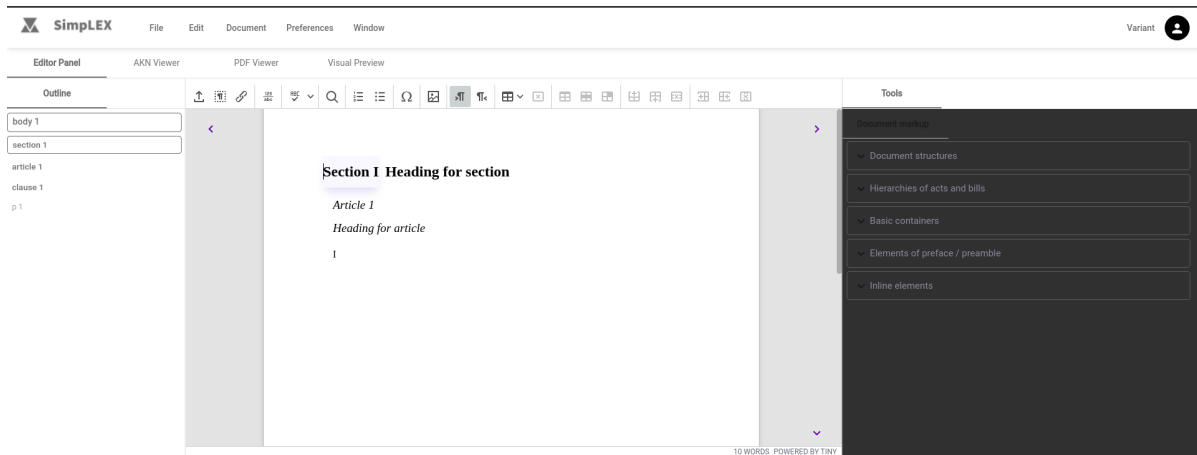 SimpLEX File Edit Document Preferences Window Variant
Editor Panel AKN Viewer PDF Viewer Visual Preview
Outline
body 1
section 1
article 1
clause 1
p 1
Section I Heading for section
Article 1
Heading for article
I
10 WORDS POWERED BY TINY
Tools
Document markup
Document structures
Hierarchies of acts and bills
Basic containers
Elements of preface / preamble
Inline elements